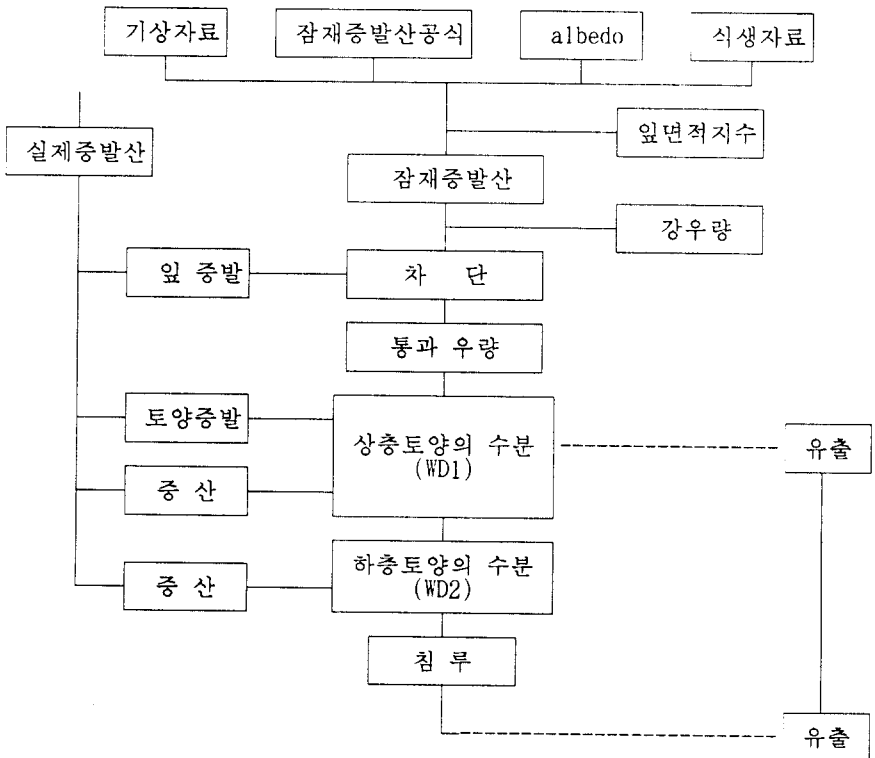 기상자료
잠재증발산공식
albedo
식생자료
잎면적지수
실제증발산
잠재증발산
강우량
잎 증발
차 단
통과 우량
토양증발
상층토양의 수분
(WD1)
유출
증 산
하층토양의 수분
(WD2)
증 산
침 루
유출